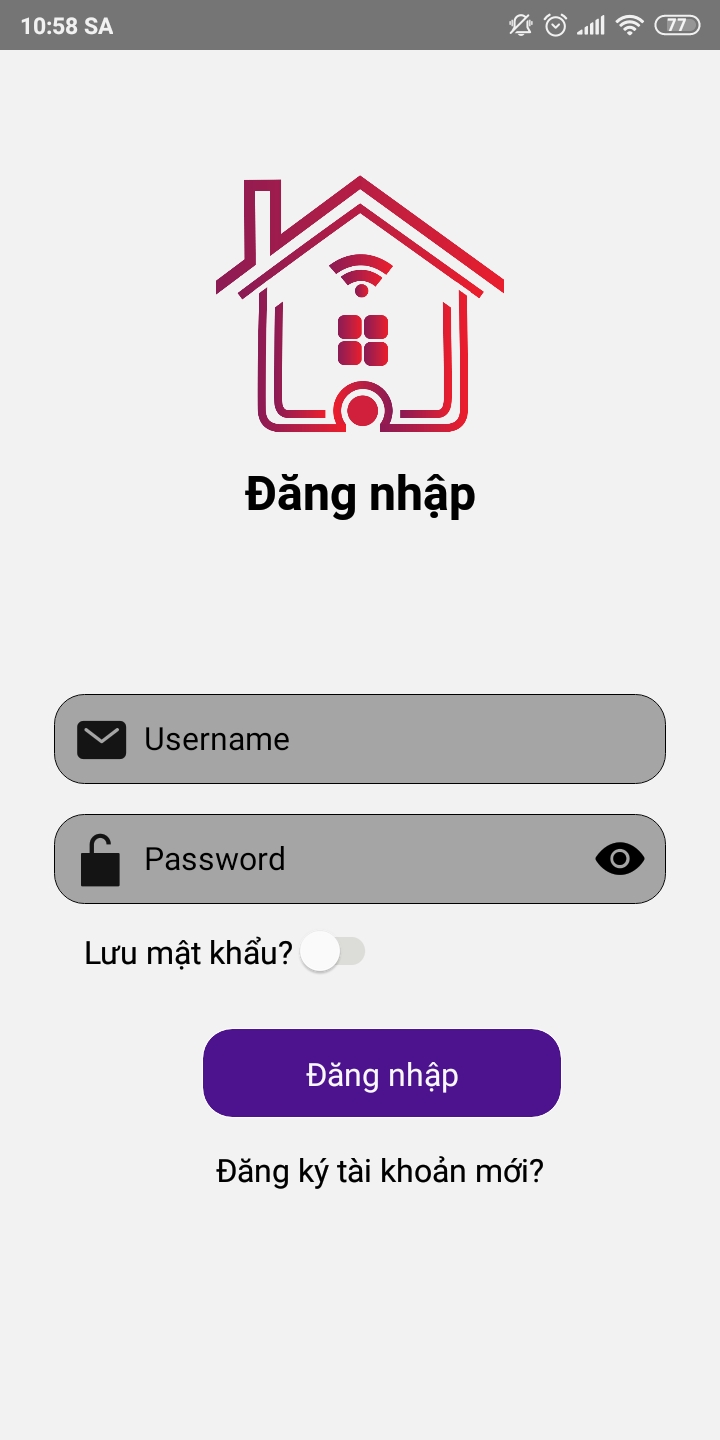 10:58 SA
77
Đăng nhập
Username
Password
Lưu mật khẩu?
Đăng nhập
Đăng ký tài khoản mới?